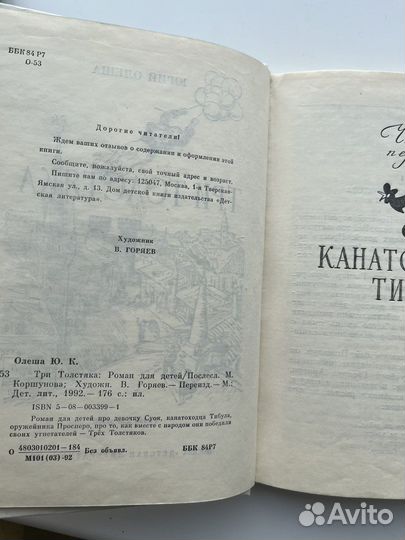 ББК 84 Р7
О-53
Дорогие читатели!
Ждем ваших отзывов о содержании и оформлении этой
книги.
Сообщите, пожалуйста, свой точный адрес и возраст.
Пишите нам по адресу: 125047, Москва, 1-я Тверская-
Ямская ул., д. 13. Дом детской книги издательства «Дет-
ская литература».
Художник
В. ГОРЯЕВ
Олеша Ю. К.
53 Три Толстяка: Роман для детей/Послесл. М.
Коршунова; Художн. В. Горяев.— Переизд.— М.:
Дет. лит., 1992.— 176 с.: ил.
ISBN 5—08—003399—1
Роман для детей про девочку Суок, канатоходца Тибула,
оружейника Просперо, про то, как вместе с народом они победили
своих угнетателей — Трёх Толстяков.
О 4803010201—184 Без объявл. ББК 84Р7
М101(03)-92
КАНАТО
ТИ
ЮРИЙ ОЛЕША
Avito